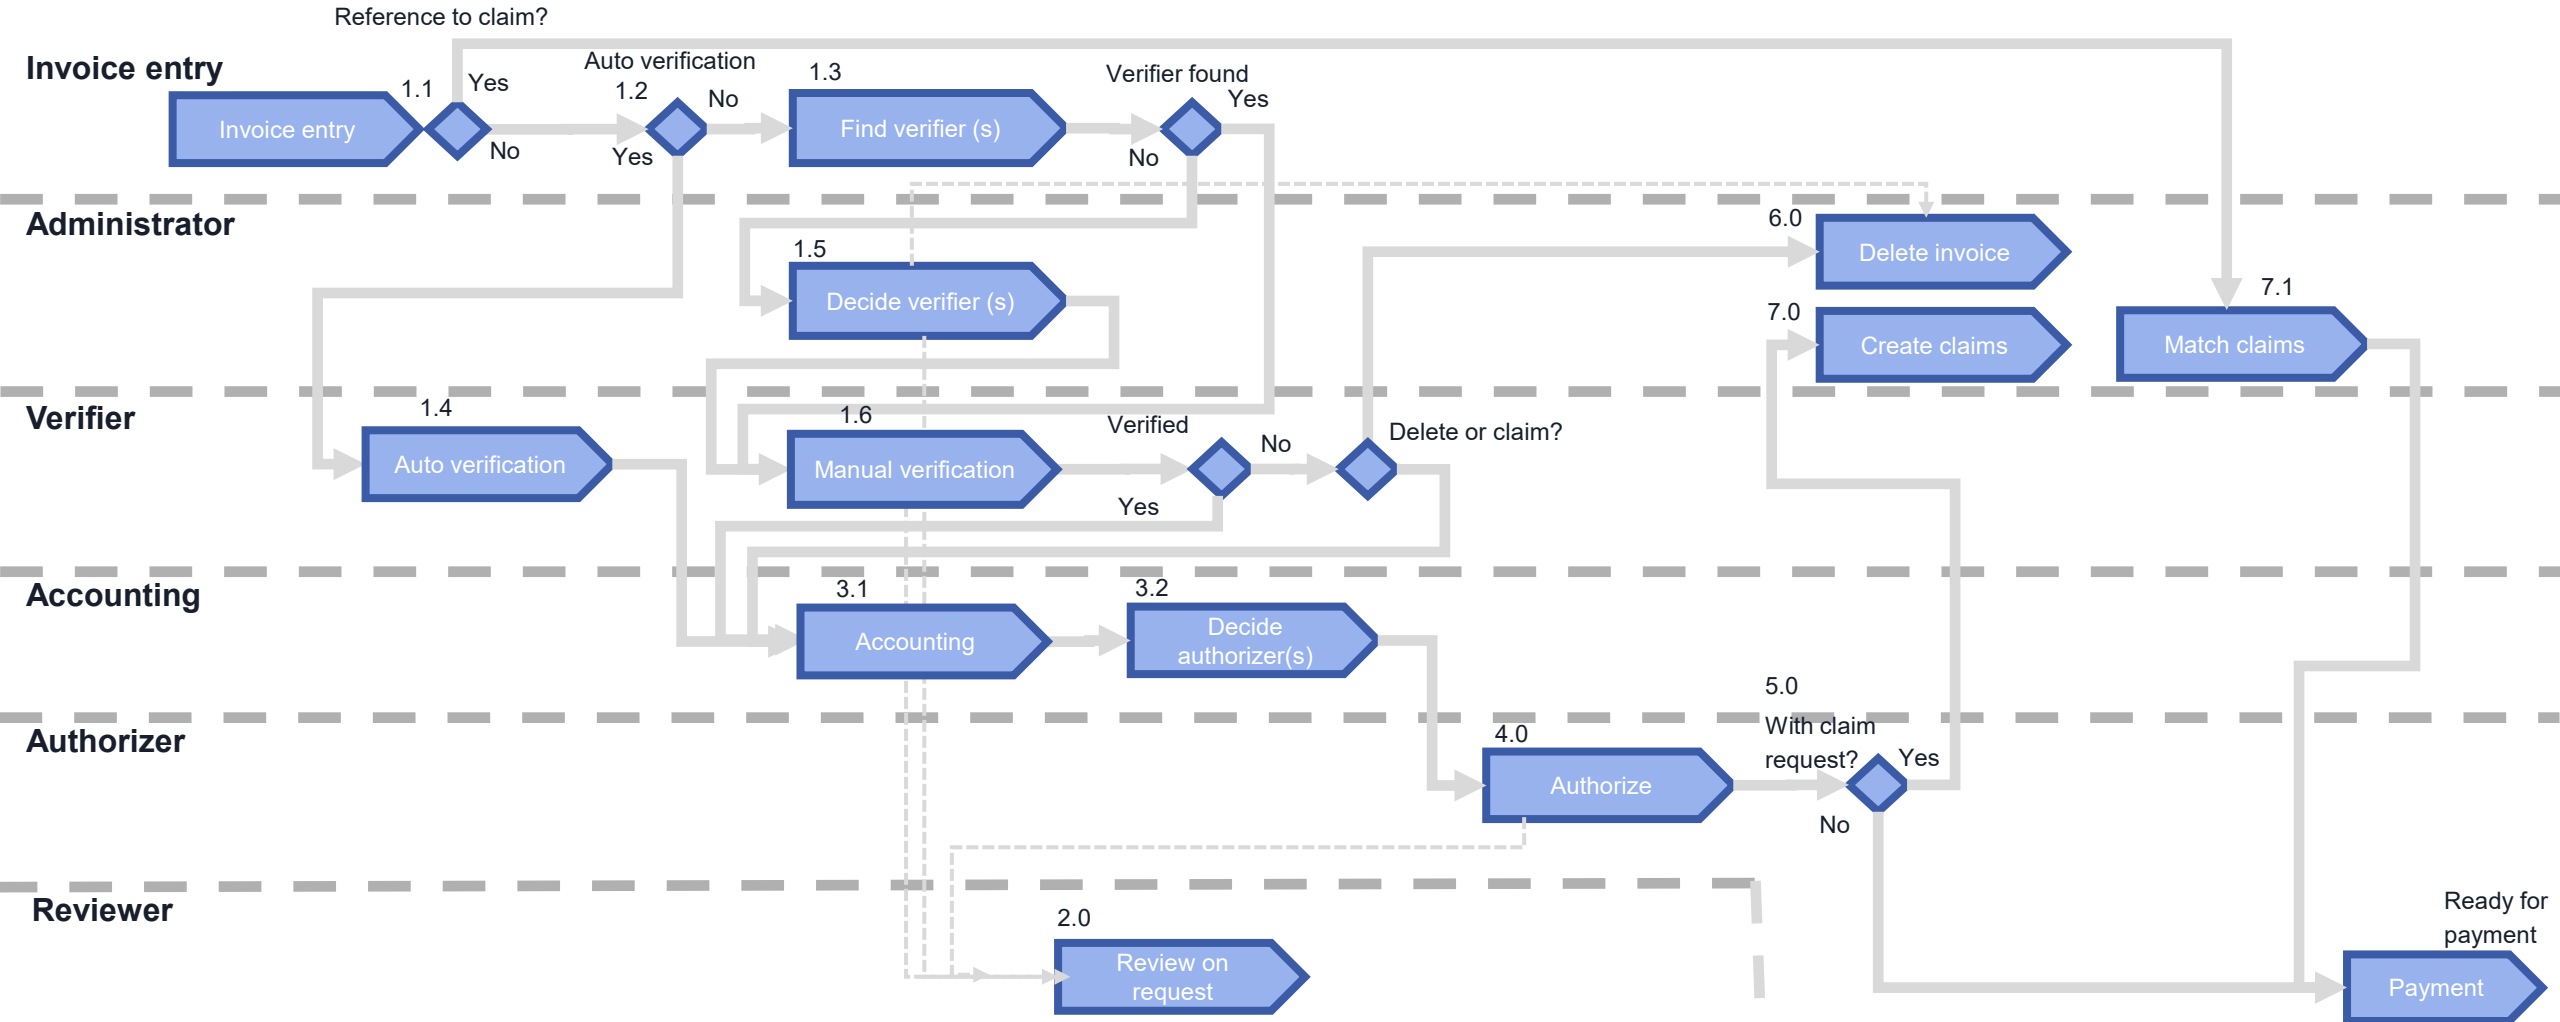 Reference to claim?
Invoice entry
1.1
Yes
Auto verification
1.2
No
1.3
Verifier found
Yes
Invoice entry
No
Yes
Find verifier (s)
No
Administrator
1.5
6.0
Decide verifier (s)
Delete invoice
7.0
7.1
Create claims
Match claims
Verifier
1.4
1.6
Verified
No
Delete or claim?
Auto verification
Manual verification
Yes
Accounting
3.1
3.2
Accounting
Decide
authorizer(s)
5.0
Authorizer
4.0
With claim
request?
Yes
Authorize
No
Reviewer
2.0
Review on
request
Ready for
payment
Payment